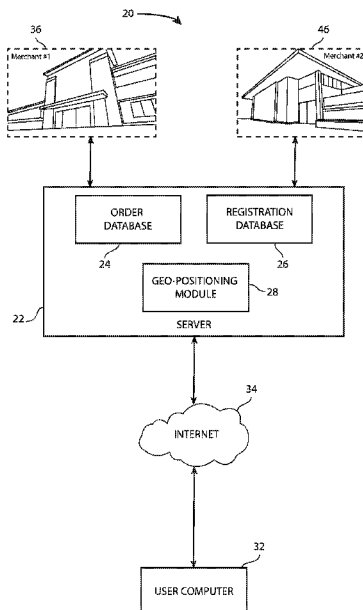 20
36
46
Merchant #1
Merchant #2
ORDER
DATABASE
REGISTRATION
DATABASE
24
26
GEO-POSITIONING
MODULE
28
22
SERVER
34
INTERNET
32
USER COMPUTER